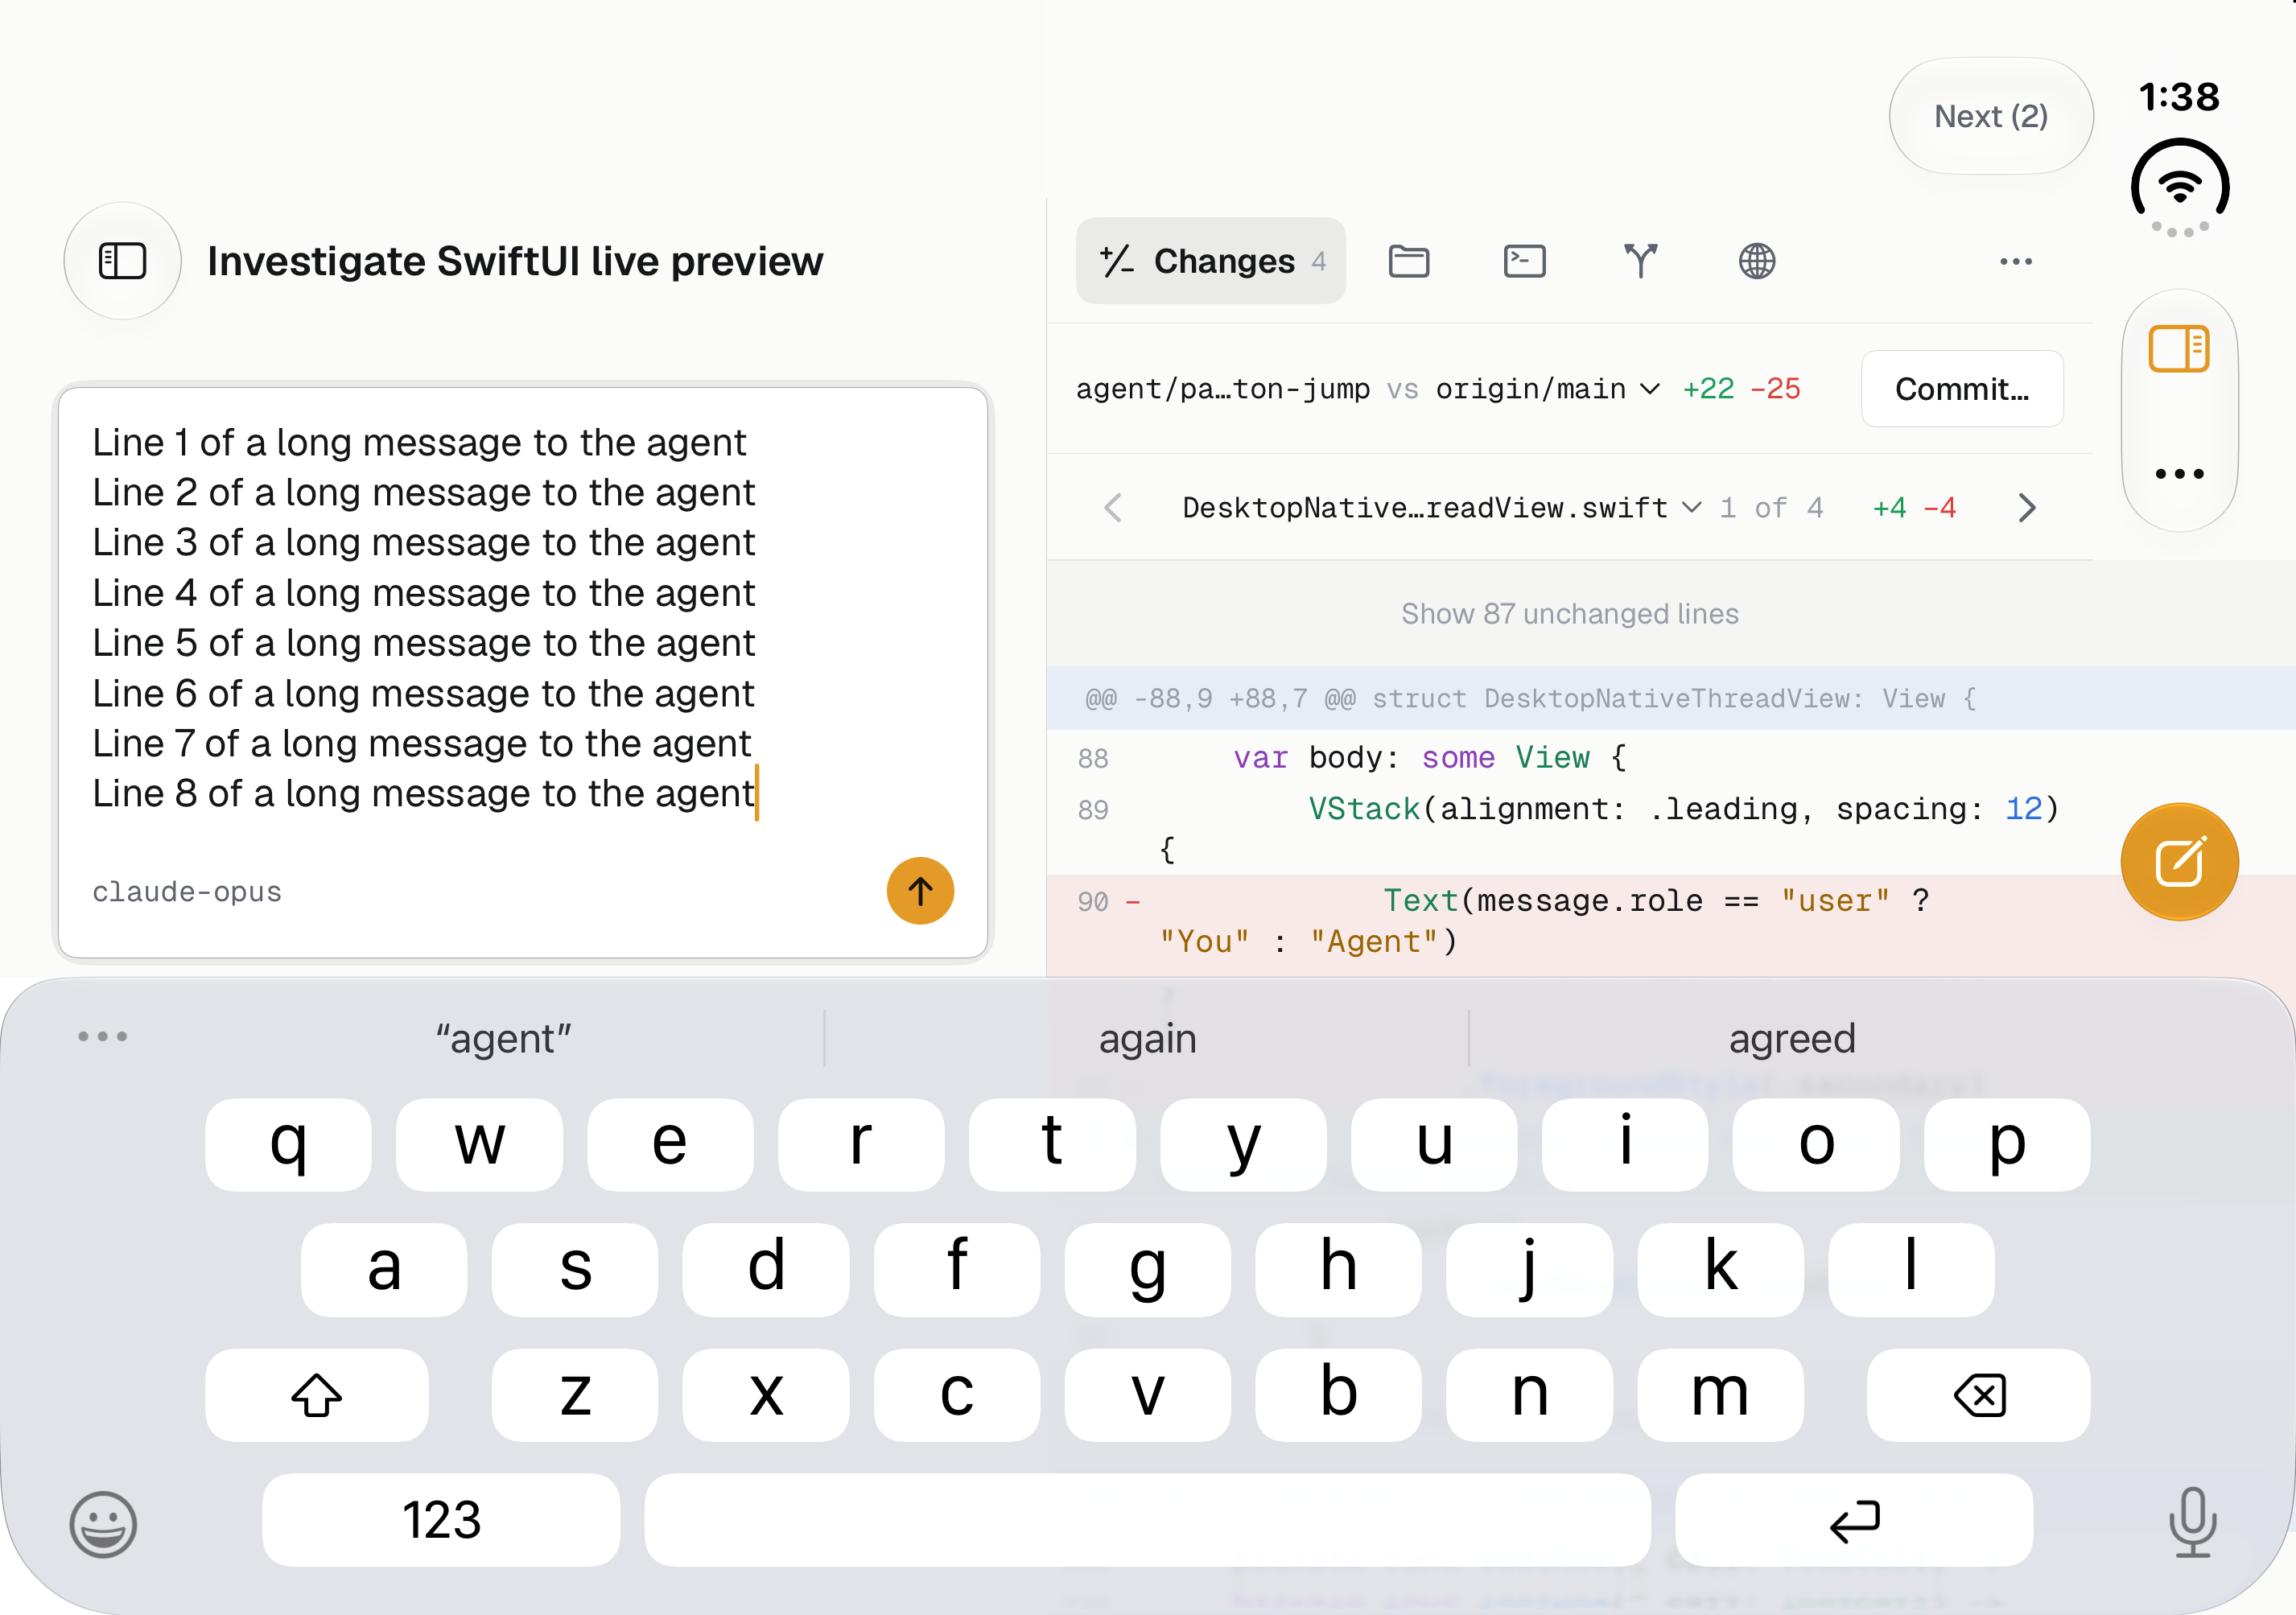 1:38
Next (2)
Investigate SwiftUI live preview
Changes 4
agent/pa…ton-jump vs origin/main +22 -25
Commit…
DesktopNative…readView.swift 1 of 4 +4 -4
Show 87 unchanged lines
@@ -88,9 +88,7 @@ struct DesktopNativeThreadView: View {
88 var body: some View {
89 VStack(alignment: .leading, spacing: 12)
{
90 - Text(message.role == "user" ?
"You" : "Agent")
Line 1 of a long message to the agent
Line 2 of a long message to the agent
Line 3 of a long message to the agent
Line 4 of a long message to the agent
Line 5 of a long message to the agent
Line 6 of a long message to the agent
Line 7 of a long message to the agent
Line 8 of a long message to the agent
claude-opus
“agent” again agreed
q w e r t y u i o p
a s d f g h j k l
z x c v b n m
123